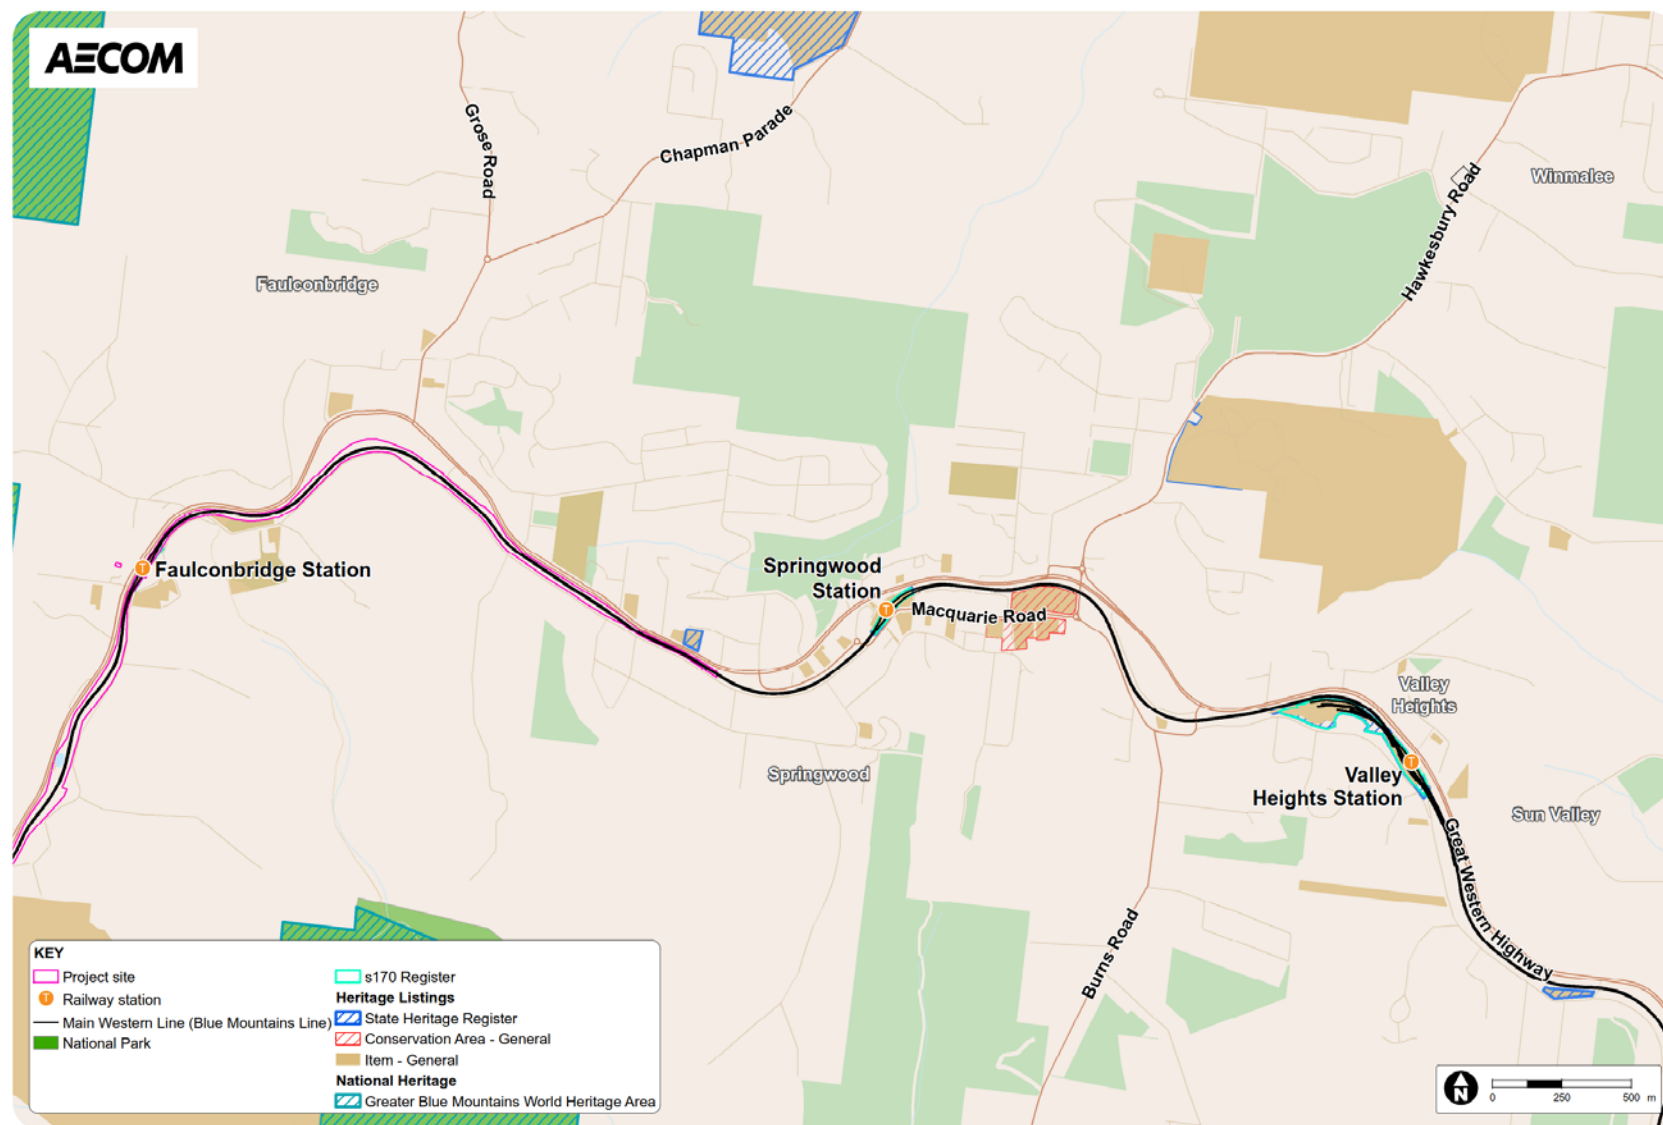 AECOM
Grose Road
Chapman Parade
Hawkesbury Road
Winmalee
Faulconbridge
T Faulconbridge Station
Springwood
Station
T
Macquarie Road
Valley
Heights
T
Valley
Heights Station
Springwood
Sun Valley
Great Western Highway
Burns Road
KEY
Project site
T Railway station
Main Western Line (Blue Mountains Line)
National Park
s170 Register
Heritage Listings
State Heritage Register
Conservation Area - General
Item - General
National Heritage
Greater Blue Mountains World Heritage Area
N
0 250 500 m